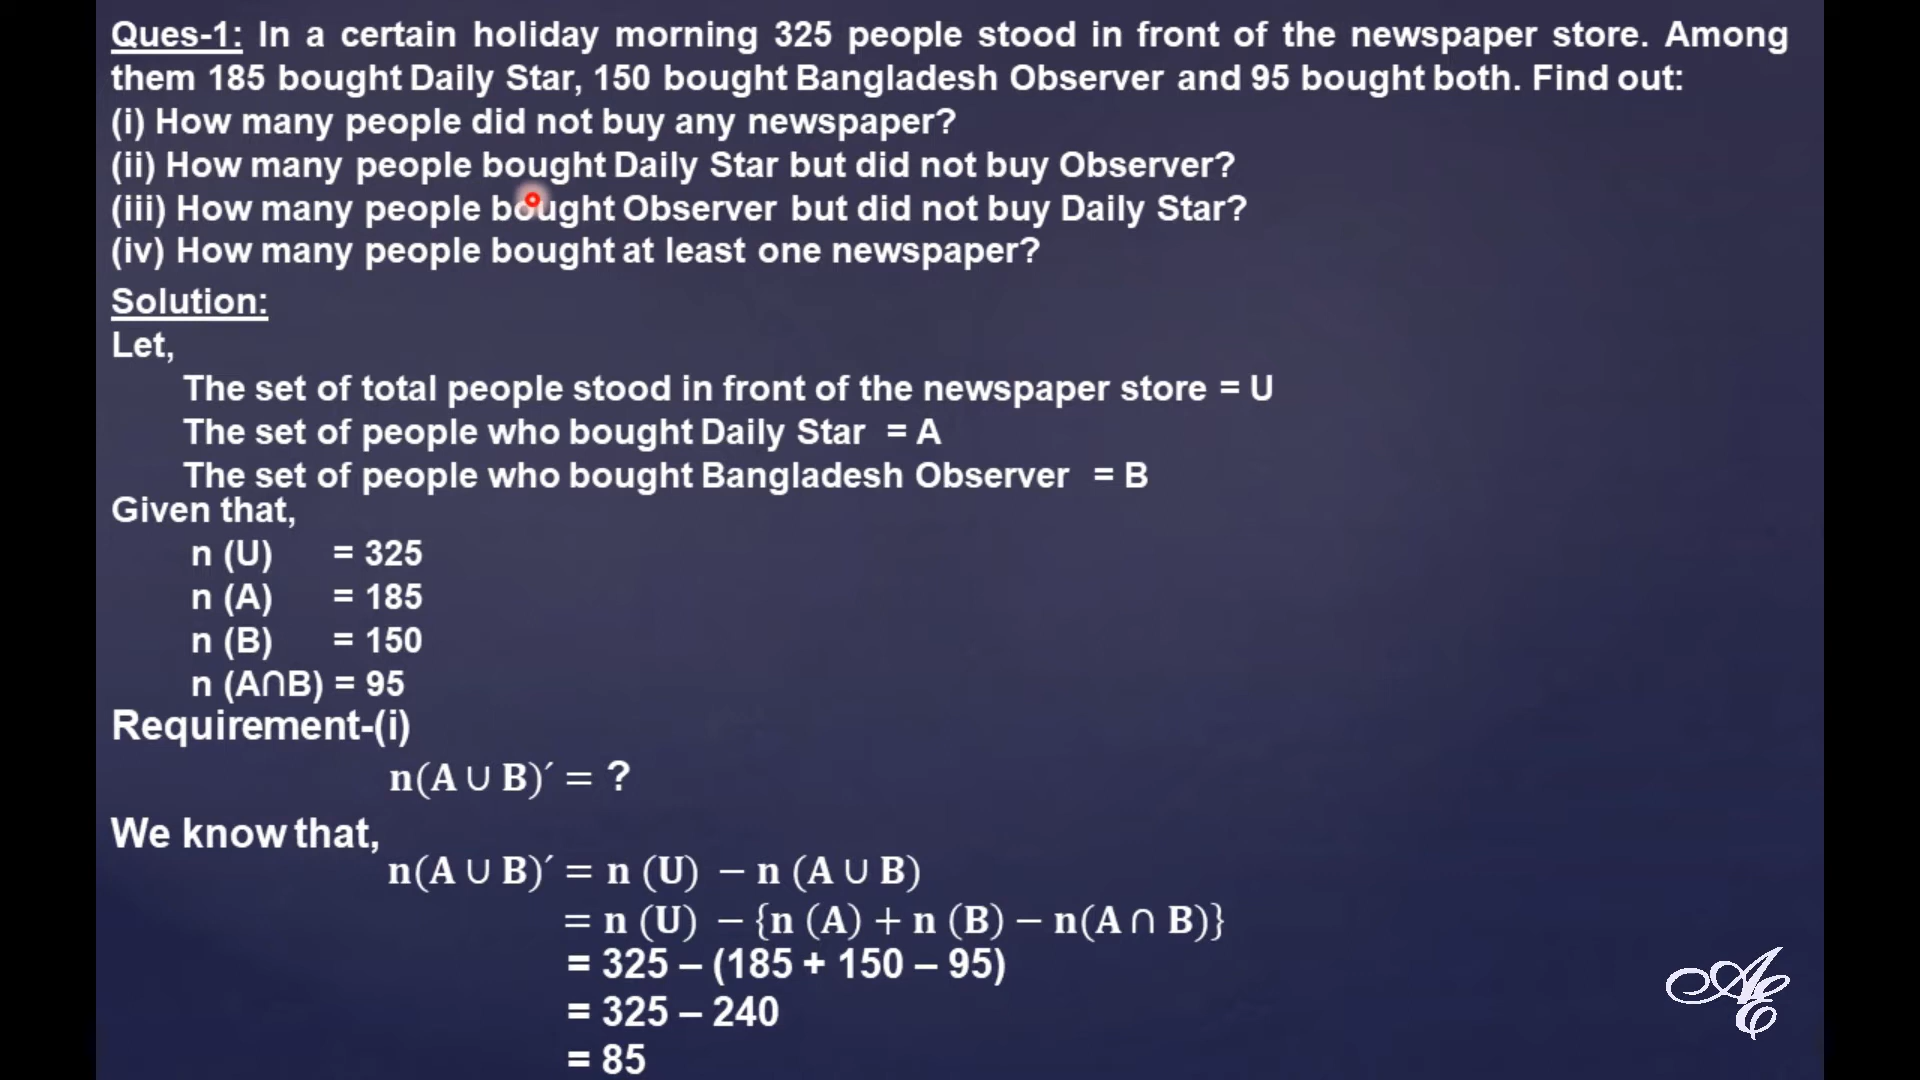 Ques-1: In a certain holiday morning 325 people stood in front of the newspaper store. Among
them 185 bought Daily Star, 150 bought Bangladesh Observer and 95 bought both. Find out:
(i) How many people did not buy any newspaper?
(ii) How many people bought Daily Star but did not buy Observer?
(iii) How many people bought Observer but did not buy Daily Star?
(iv) How many people bought at least one newspaper?
Solution:
Let,
The set of total people stood in front of the newspaper store = U
The set of people who bought Daily Star = A
The set of people who bought Bangladesh Observer = B
Given that,
n (U) = 325
n (A) = 185
n (B) = 150
n (A∩B) = 95
Requirement-(i)
n(A ∪ B)′ = ?
We know that,
n(A ∪ B)′ = n (U) − n (A ∪ B)
= n (U) − {n (A) + n (B) − n(A ∩ B)}
= 325 – (185 + 150 – 95)
= 325 – 240
= 85
AE